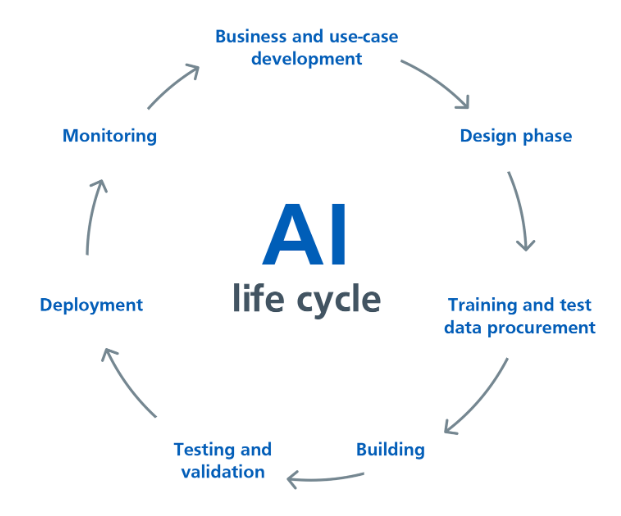 Business and use-case
development
Design phase
Training and test
data procurement
Building
Testing and
validation
Deployment
Monitoring
AI
life cycle